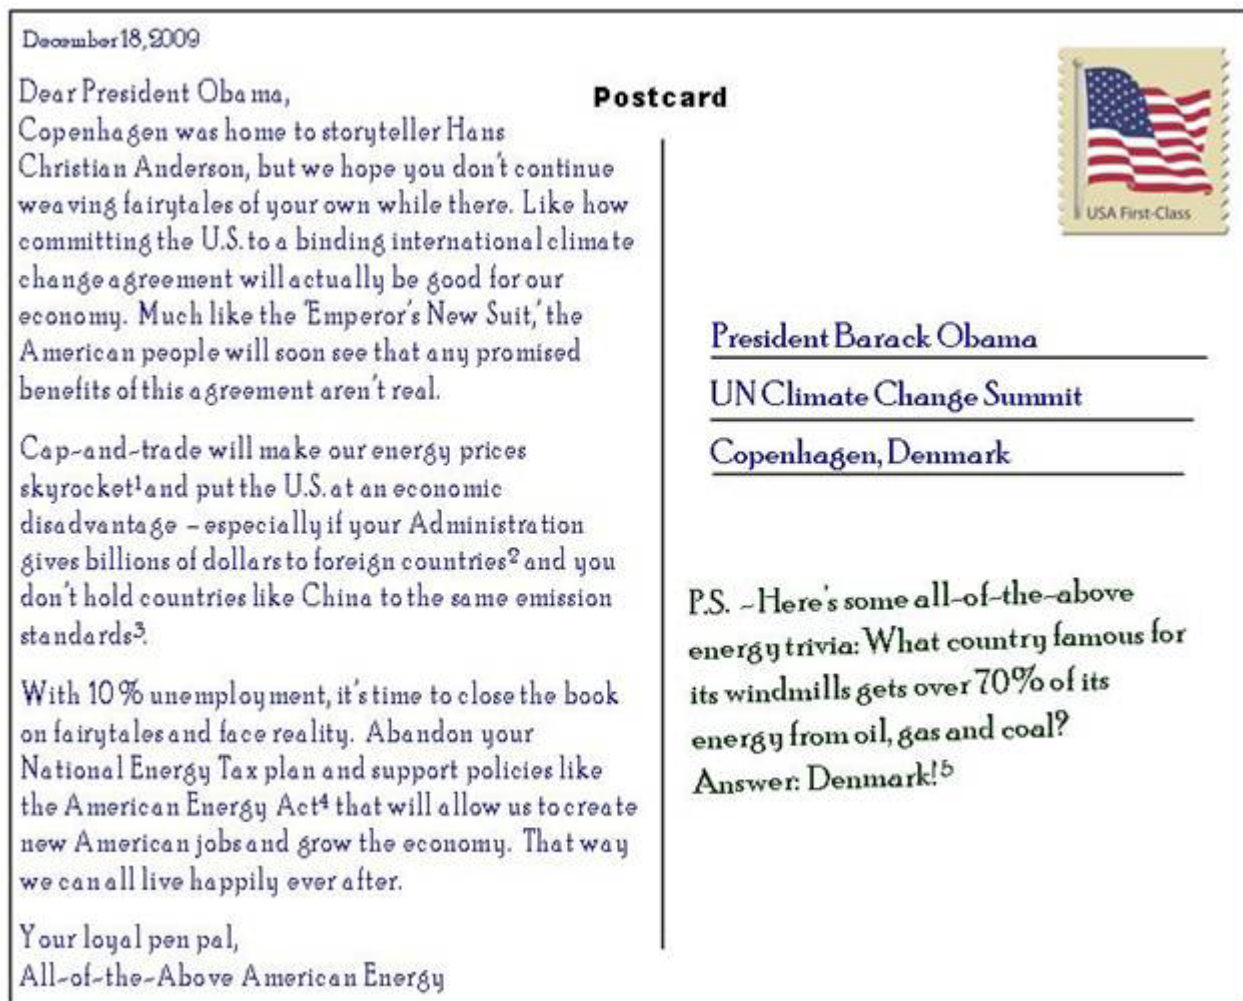 December 18, 2009
Dear President Obama,
Copenhagen was home to storyteller Hans
Christian Anderson, but we hope you don't continue
weaving fairytales of your own while there. Like how
committing the U.S. to a binding international climate
change agreement will actually be good for our
economy. Much like the 'Emperor's New Suit,' the
American people will soon see that any promised
benefits of this agreement aren't real.
Cap-and-trade will make our energy prices
skyrocket¹ and put the U.S. at an economic
disadvantage – especially if your Administration
gives billions of dollars to foreign countries² and you
don't hold countries like China to the same emission
standards³.
With 10% unemployment, it's time to close the book
on fairytales and face reality. Abandon your
National Energy Tax plan and support policies like
the American Energy Act⁴ that will allow us to create
new American jobs and grow the economy. That way
we can all live happily ever after.
Your loyal pen pal,
All-of-the-Above American Energy
Postcard
USA First-Class
President Barack Obama
UN Climate Change Summit
Copenhagen, Denmark
P.S. - Here's some all-of-the-above
energy trivia: What country famous for
its windmills gets over 70% of its
energy from oil, gas and coal?
Answer: Denmark!⁵